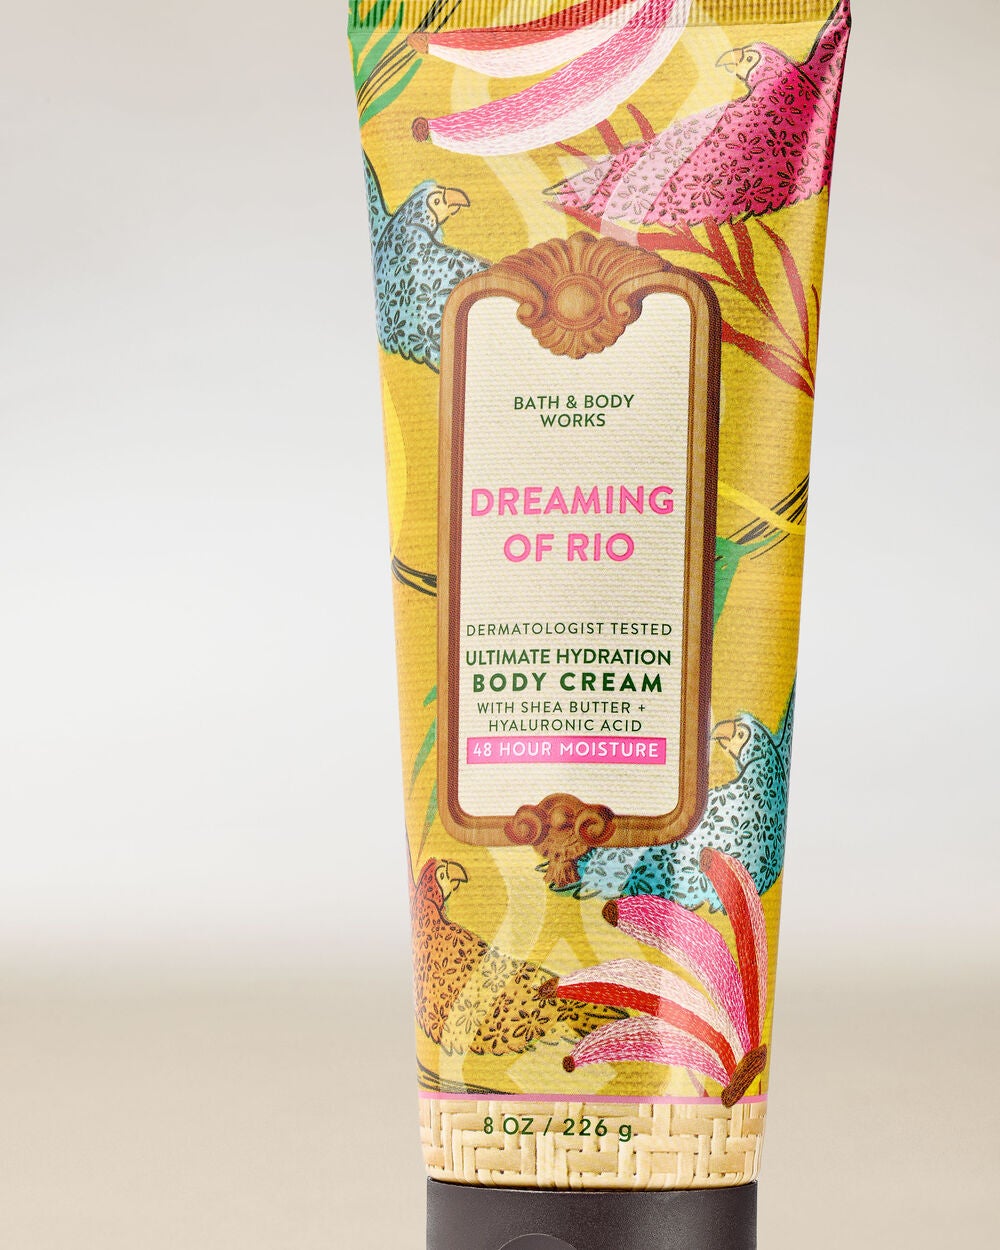 BATH & BODY
WORKS
DREAMING
OF RIO
DERMATOLOGIST TESTED
ULTIMATE HYDRATION
BODY CREAM
WITH SHEA BUTTER +
HYALURONIC ACID
48 HOUR MOISTURE
8 OZ / 226 g